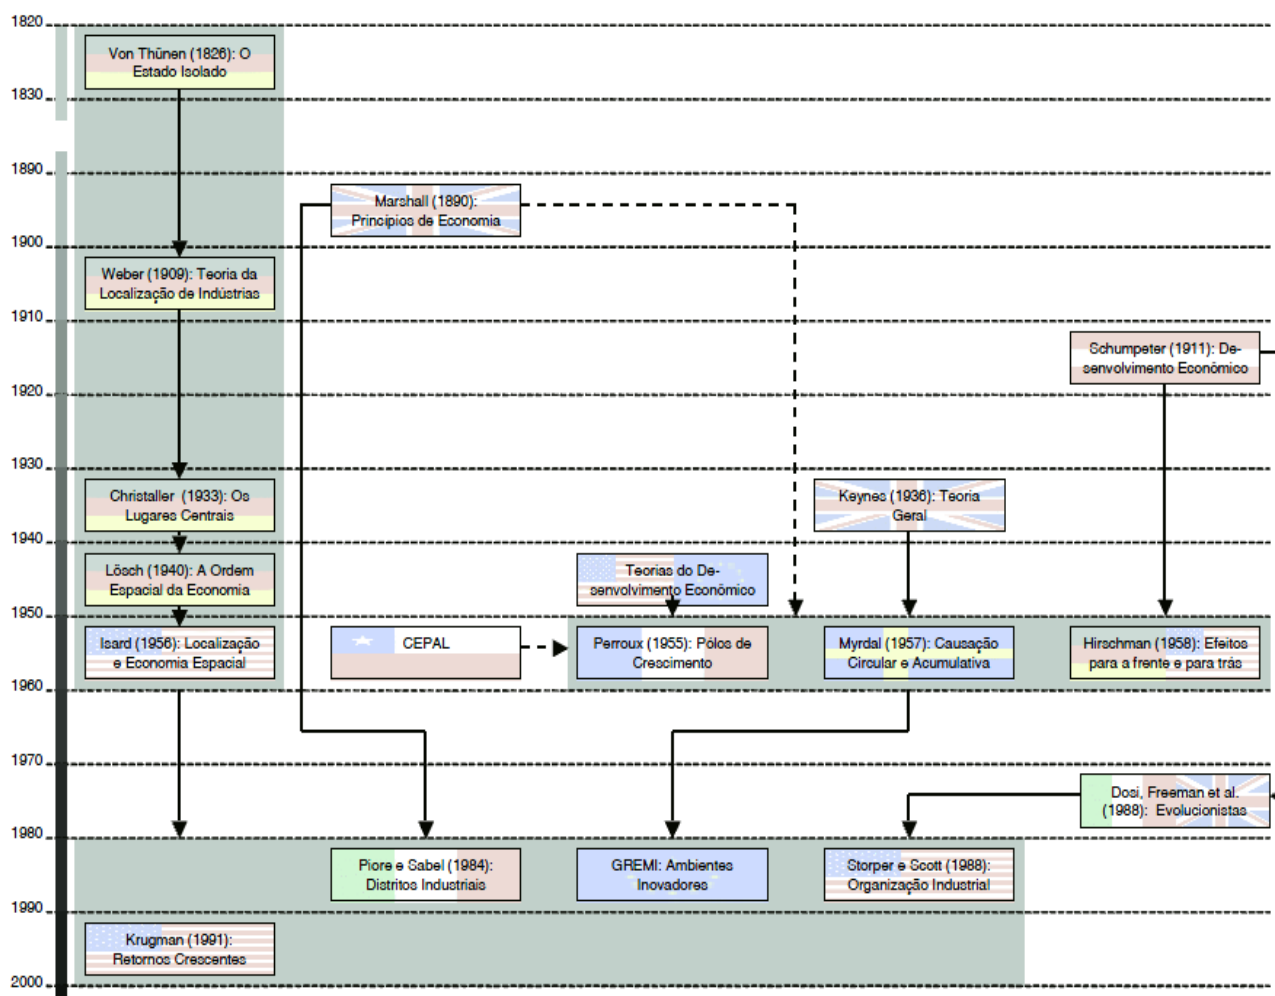 1820
Von Thünen (1826): O
Estado Isolado
1830
1890
Marshall (1890):
Princípios de Economia
1900
Weber (1909): Teoria da
Localização de Indústrias
1910
Schumpeter (1911): De-
senvolvimento Econômico
1920
1930
Christaller (1933): Os
Lugares Centrais
Keynes (1936): Teoria
Geral
1940
Lösch (1940): A Ordem
Espacial da Economia
Teorias do De-
senvolvimento Econômico
1950
Isard (1956): Localização
e Economia Espacial
CEPAL
Perroux (1955): Pólos de
Crescimento
Myrdal (1957): Causação
Circular e Acumulativa
Hirschman (1958): Efeitos
para a frente e para trás
1960
1970
Dosi, Freeman et al.
(1988): Evolucionistas
1980
Piore e Sabel (1984):
Distritos Industriais
GREMI: Ambientes
Inovadores
Storper e Scott (1988):
Organização Industrial
1990
Krugman (1991):
Retornos Crescentes
2000